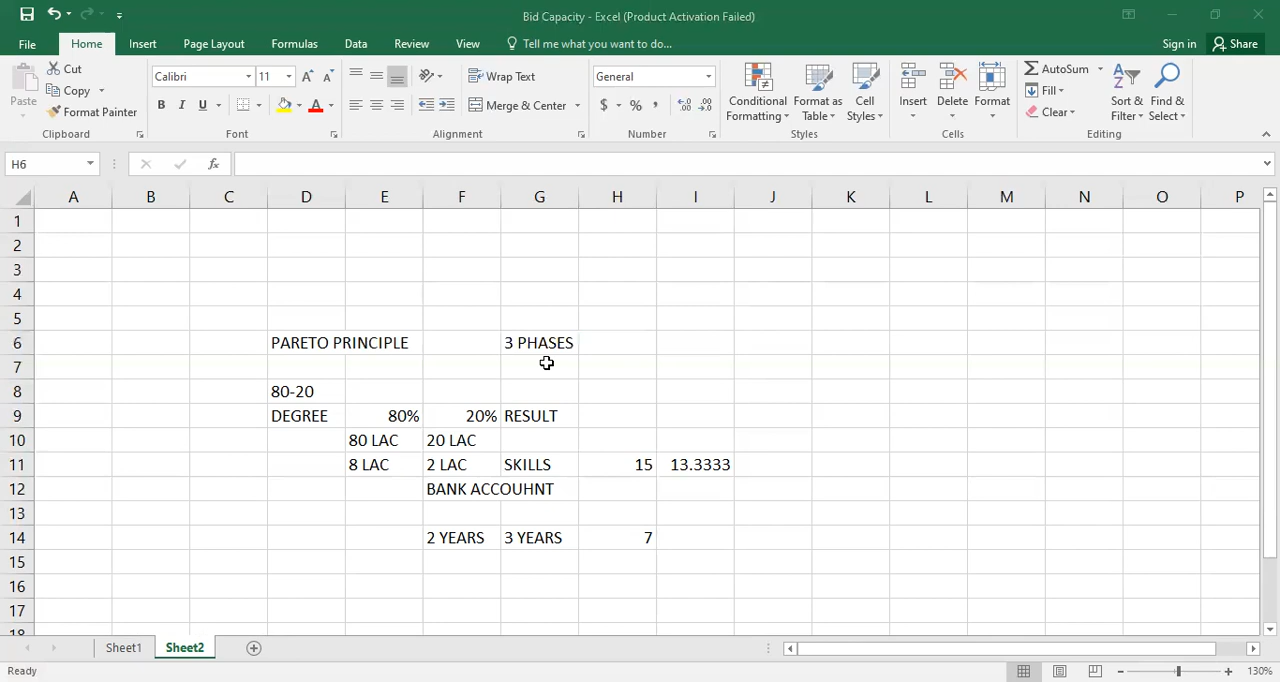 Bid Capacity - Excel (Product Activation Failed)
File Home Insert Page Layout Formulas Data Review View Tell me what you want to do... Sign in Share
Paste Cut Copy Format Painter Clipboard
Calibri 11 B I U A Font
Wrap Text Merge & Center Alignment
General $ % , Number
Conditional Formatting Format as Table Cell Styles Styles
Insert Delete Format Cells
AutoSum Fill Clear Sort & Filter Find & Select Editing
H6 fx
A B C D E F G H I J K L M N O P
1
2
3
4
5
6 PARETO PRINCIPLE 3 PHASES
7
8 80-20
9 DEGREE 80% 20% RESULT
10 80 LAC 20 LAC
11 8 LAC 2 LAC SKILLS 15 13.3333
12 BANK ACCOUHNT
13
14 2 YEARS 3 YEARS 7
15
16
17
18
Sheet1 Sheet2
Ready 130%